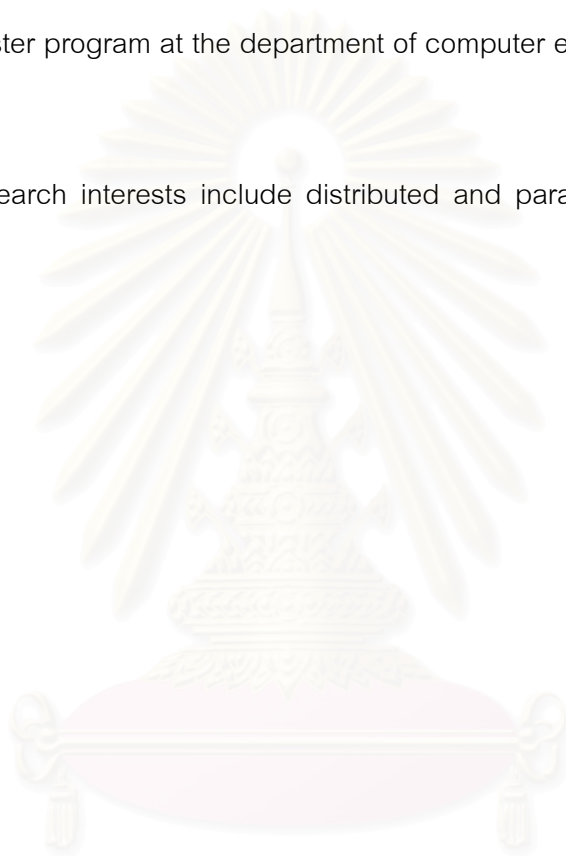 ster program at the department of computer e
earch interests include distributed and para